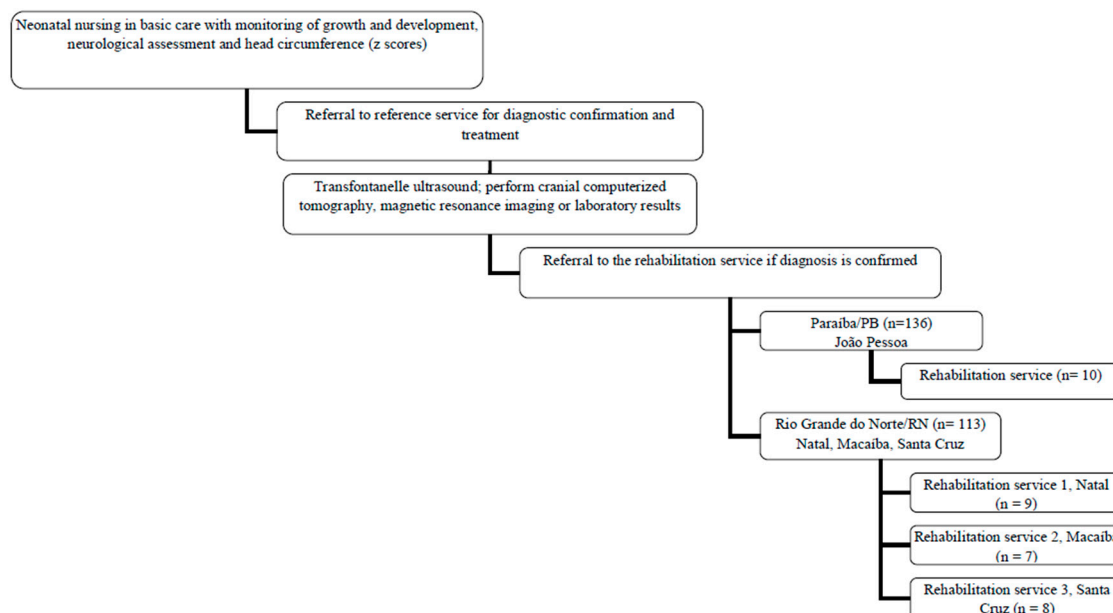 Neonatal nursing in basic care with monitoring of growth and development,
neurological assessment and head circumference (z scores)
Referral to reference service for diagnostic confirmation and
treatment
Transfontanelle ultrasound; perform cranial computerized
tomography, magnetic resonance imaging or laboratory results
Referral to the rehabilitation service if diagnosis is confirmed
Paraíba/PB (n=136)
João Pessoa
Rehabilitation service (n= 10)
Rio Grande do Norte/RN (n= 113)
Natal, Macaíba, Santa Cruz
Rehabilitation service 1, Natal
(n = 9)
Rehabilitation service 2, Macaíba
(n = 7)
Rehabilitation service 3, Santa
Cruz (n = 8)